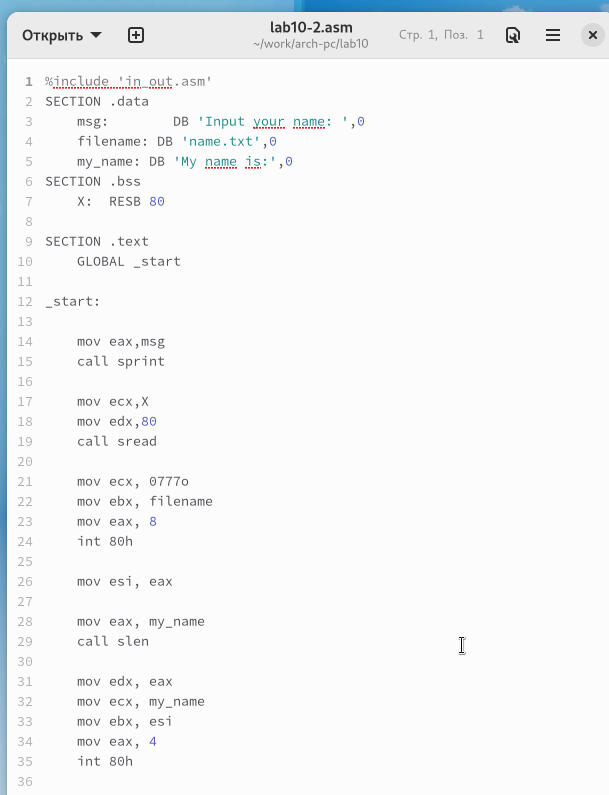 Открыть
lab10-2.asm
~/work/arch-pc/lab10
Стр. 1, Поз. 1
1 %include 'in_out.asm'
2 SECTION .data
3     msg:        DB 'Input your name: ',0
4     filename: DB 'name.txt',0
5     my_name: DB 'My name is:',0
6 SECTION .bss
7     X:  RESB 80
8
9 SECTION .text
10     GLOBAL _start
11
12 _start:
13
14     mov eax,msg
15     call sprint
16
17     mov ecx,X
18     mov edx,80
19     call sread
20
21     mov ecx, 0777o
22     mov ebx, filename
23     mov eax, 8
24     int 80h
25
26     mov esi, eax
27
28     mov eax, my_name
29     call slen
30
31     mov edx, eax
32     mov ecx, my_name
33     mov ebx, esi
34     mov eax, 4
35     int 80h
36